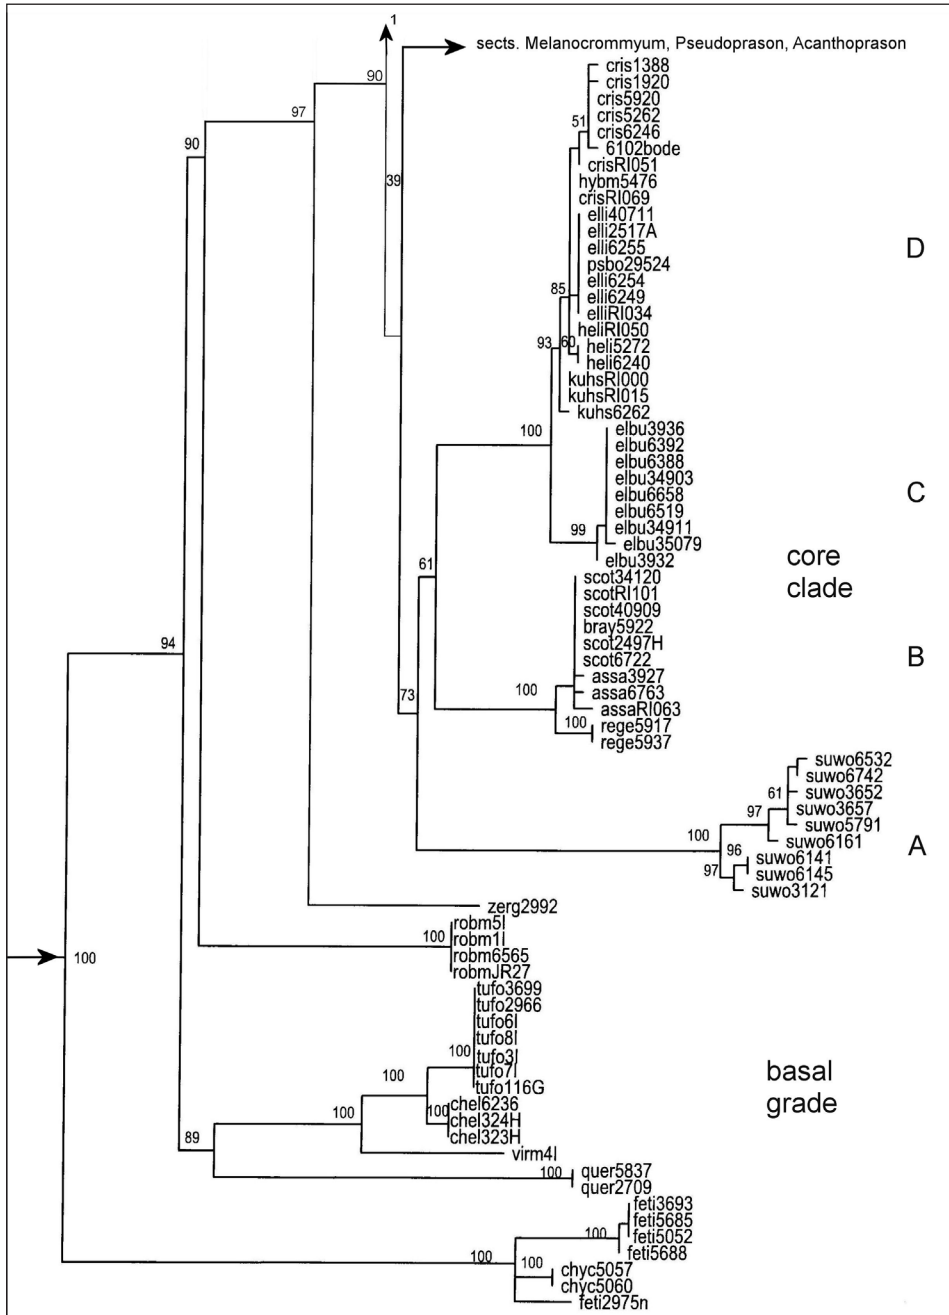 1
sects. Melanocrommyum, Pseudoprason, Acanthoprason
90
cris1388
cris1920
cris5920
97
cris5262
51
cris6246
90
6102bode
crisRI051
39
hybm5476
crisRI069
elli40711
elli2517A
elli6255
D
psbo29524
elli6254
85
elli6249
elliRI034
heliRI050
93
60
heli5272
heli6240
kuhsRI000
kuhsRI015
kuhs6262
100
elbu3936
elbu6392
elbu6388
elbu34903
C
elbu6658
elbu6519
99
elbu34911
elbu35079
elbu3932
61
core
clade
scot34120
scotRI101
scot40909
bray5922
94
scot2497H
scot6722
B
assa3927
100
assa6763
73
assaRI063
100
rege5917
rege5937
suwo6532
suwo6742
61
suwo3652
97
suwo3657
suwo5791
100
suwo6161
A
96
suwo6141
97
suwo6145
suwo3121
zerg2992
robm5I
100
robm1I
robm6565
100
robmJR27
tufo3699
tufo2966
tufo6I
tufo8I
100
tufo3I
100
tufo7I
basal
grade
tufo116G
chel6236
100
100
chel324H
89
chel323H
virm4I
100
quer5837
quer2709
feti3693
feti5685
100
feti5052
100
feti5688
100
chyc5057
chyc5060
feti2975n